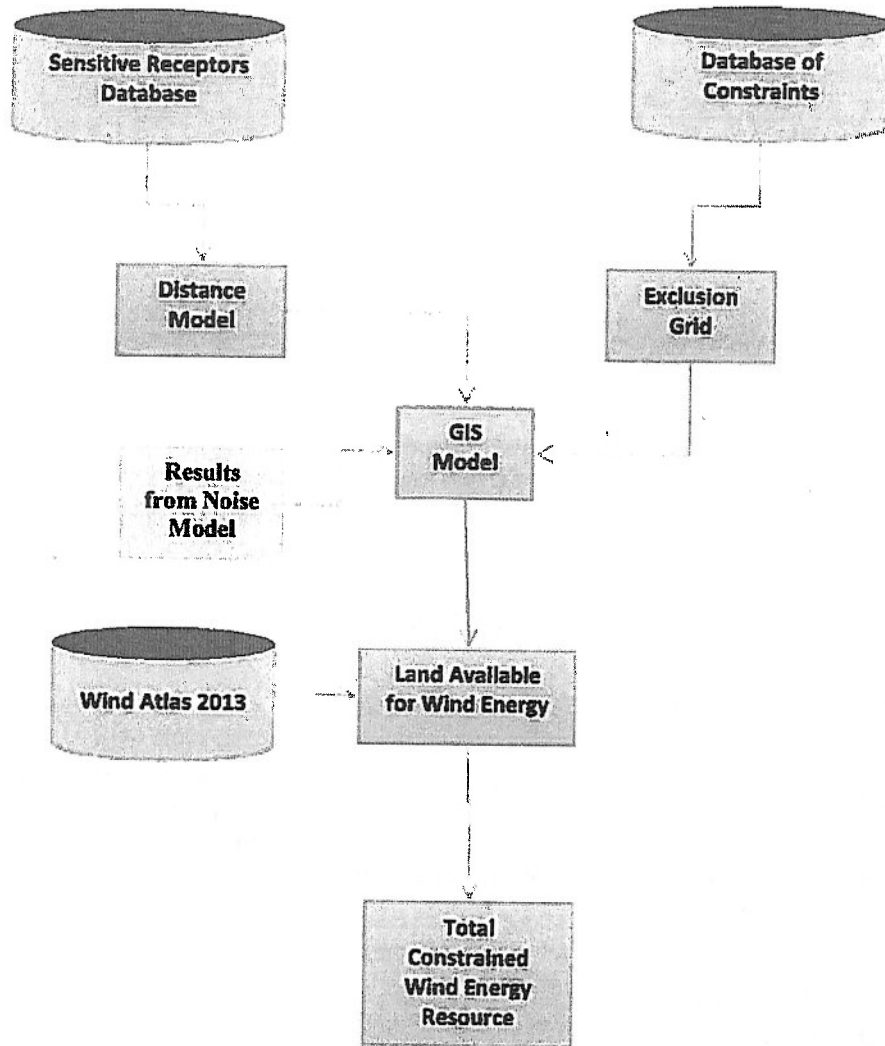 Sensitive Receptors
Database
Database of
Constraints
Distance
Model
Exclusion
Grid
GIS
Model
Results
from Noise
Model
Wind Atlas 2013
Land Available
for Wind Energy
Total
Constrained
Wind Energy
Resource